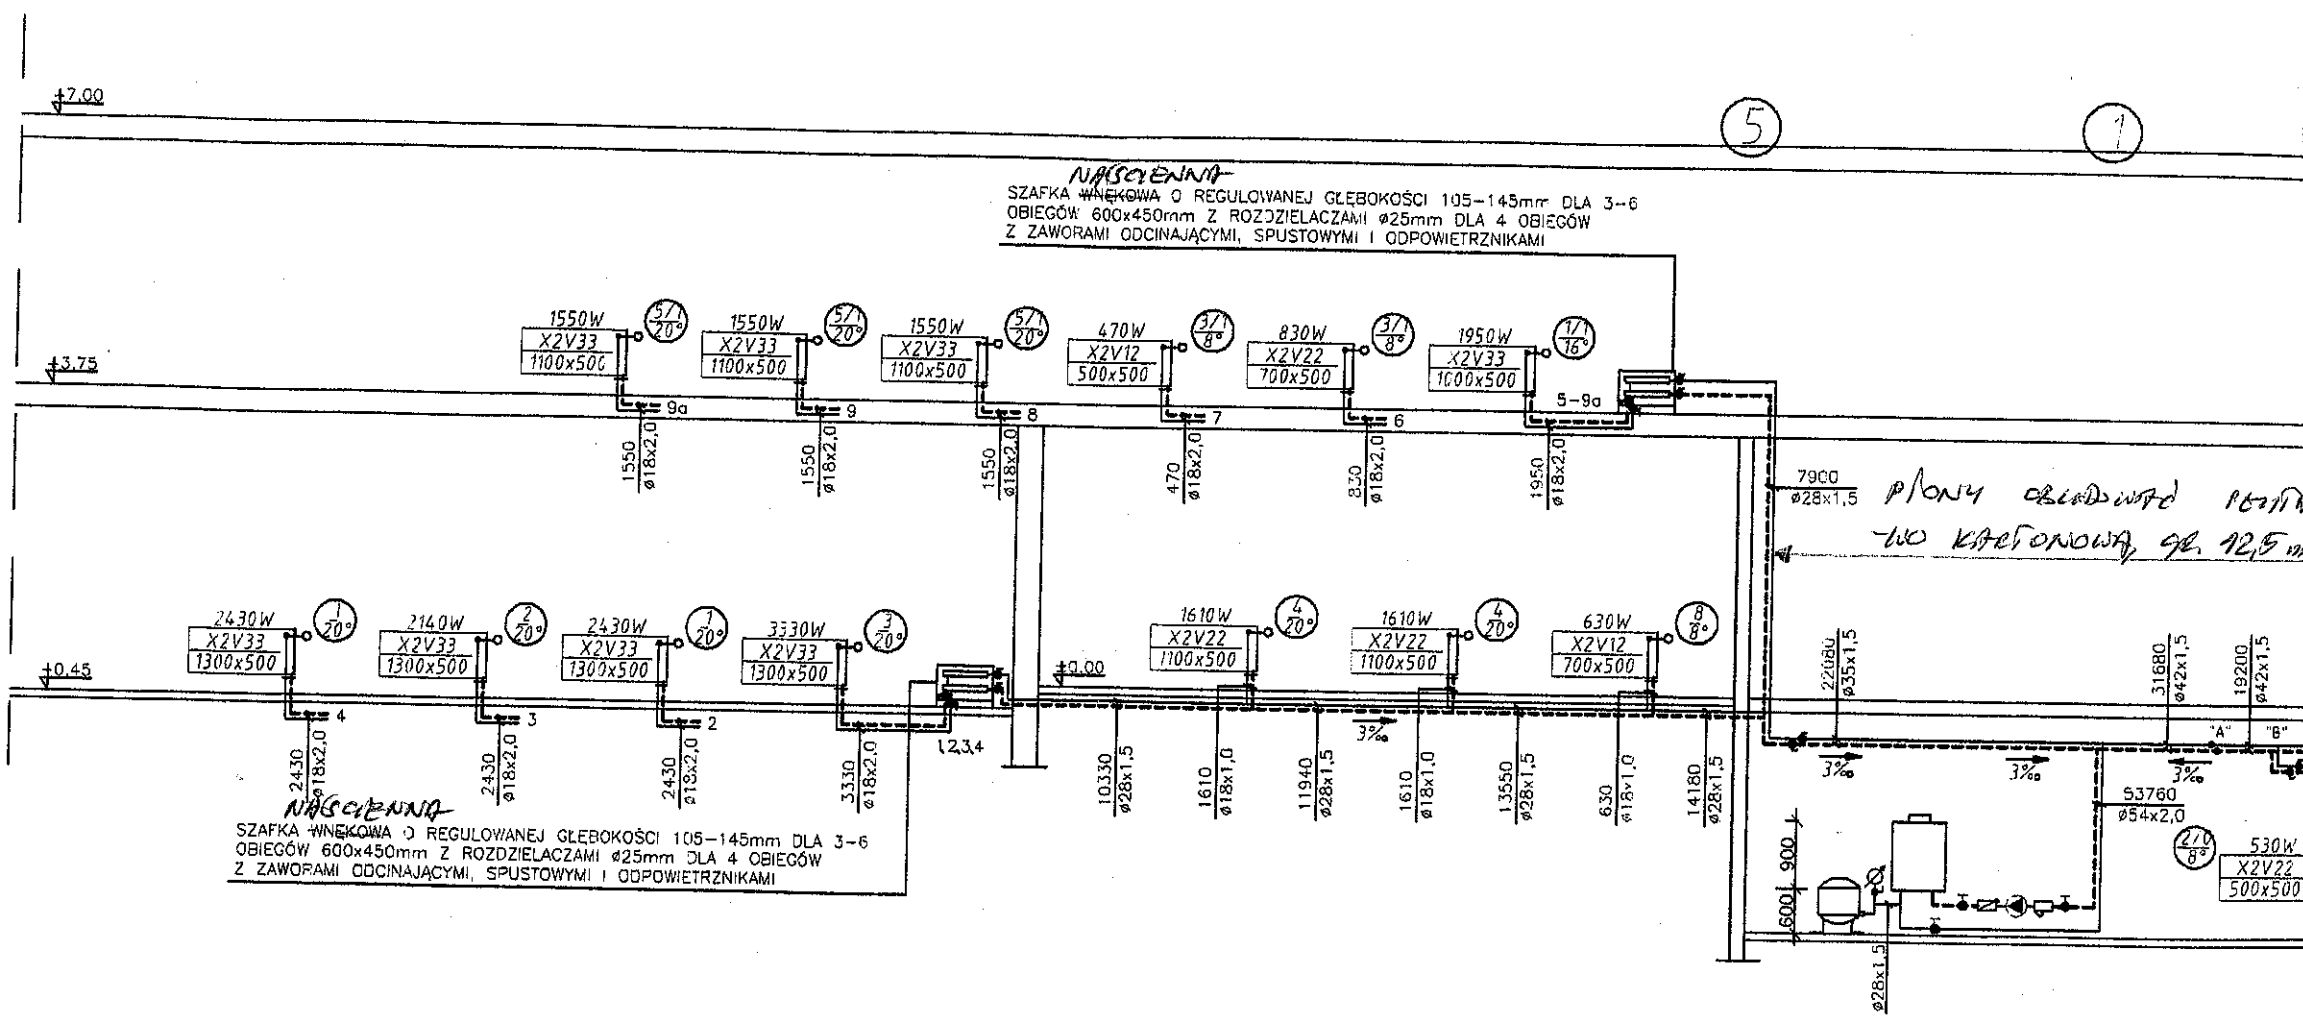 +7,00
5
1
NAŚCIENNA
SZAFKA WNĘKOWA O REGULOWANEJ GŁĘBOKOŚCI 105-145mm DLA 3-6
OBIEGÓW 600x450mm Z ROZDZIELACZAMI ø25mm DLA 4 OBIEGÓW
Z ZAWORAMI ODCINAJĄCYMI, SPUSTOWYMI I ODPOWIETRZNIKAMI
1550W
X2V33
1100x500
5/1
20°
1550W
X2V33
1100x500
5/1
20°
1550W
X2V33
1100x500
5/1
20°
470W
X2V12
500x500
3/1
8°
830W
X2V22
700x500
3/1
8°
1950W
X2V33
1000x500
1/1
16°
+3,75
9a
9
8
7
6
5-9a
1550
ø18x2,0
1550
ø18x2,0
1550
ø18x2,0
470
ø18x2,0
830
ø18x2,0
1950
ø18x2,0
7900
ø28x1,5
PIONY OBUDOWAĆ
KARTONOWĄ gr. 12,5
2430W
X2V33
1300x500
1
20°
2140W
X2V33
1300x500
2
20°
2430W
X2V33
1300x500
1
20°
3330W
X2V33
1300x500
3
20°
1610W
X2V22
1100x500
4
20°
1610W
X2V22
1100x500
4
20°
630W
X2V12
700x500
8
8°
+0,45
±0,00
4
3
2
1,2,3,4
2430
ø18x2,0
2430
ø18x2,0
2430
ø18x2,0
3330
ø18x2,0
10330
ø28x1,5
1610
ø18x1,0
11940
ø28x1,5
3‰
1610
ø18x1,0
13550
ø28x1,5
630
ø18x1,0
14180
ø28x1,5
22080
ø35x1,5
31680
ø42x1,5
19200
ø42x1,5
"A"
"B"
3‰
3‰
3‰
53760
ø54x2,0
NAŚCIENNA
SZAFKA WNĘKOWA O REGULOWANEJ GŁĘBOKOŚCI 105-145mm DLA 3-6
OBIEGÓW 600x450mm Z ROZDZIELACZAMI ø25mm DLA 4 OBIEGÓW
Z ZAWORAMI ODCINAJĄCYMI, SPUSTOWYMI I ODPOWIETRZNIKAMI
900
600
ø28x1,5
2/0
8°
530W
X2V22
500x500